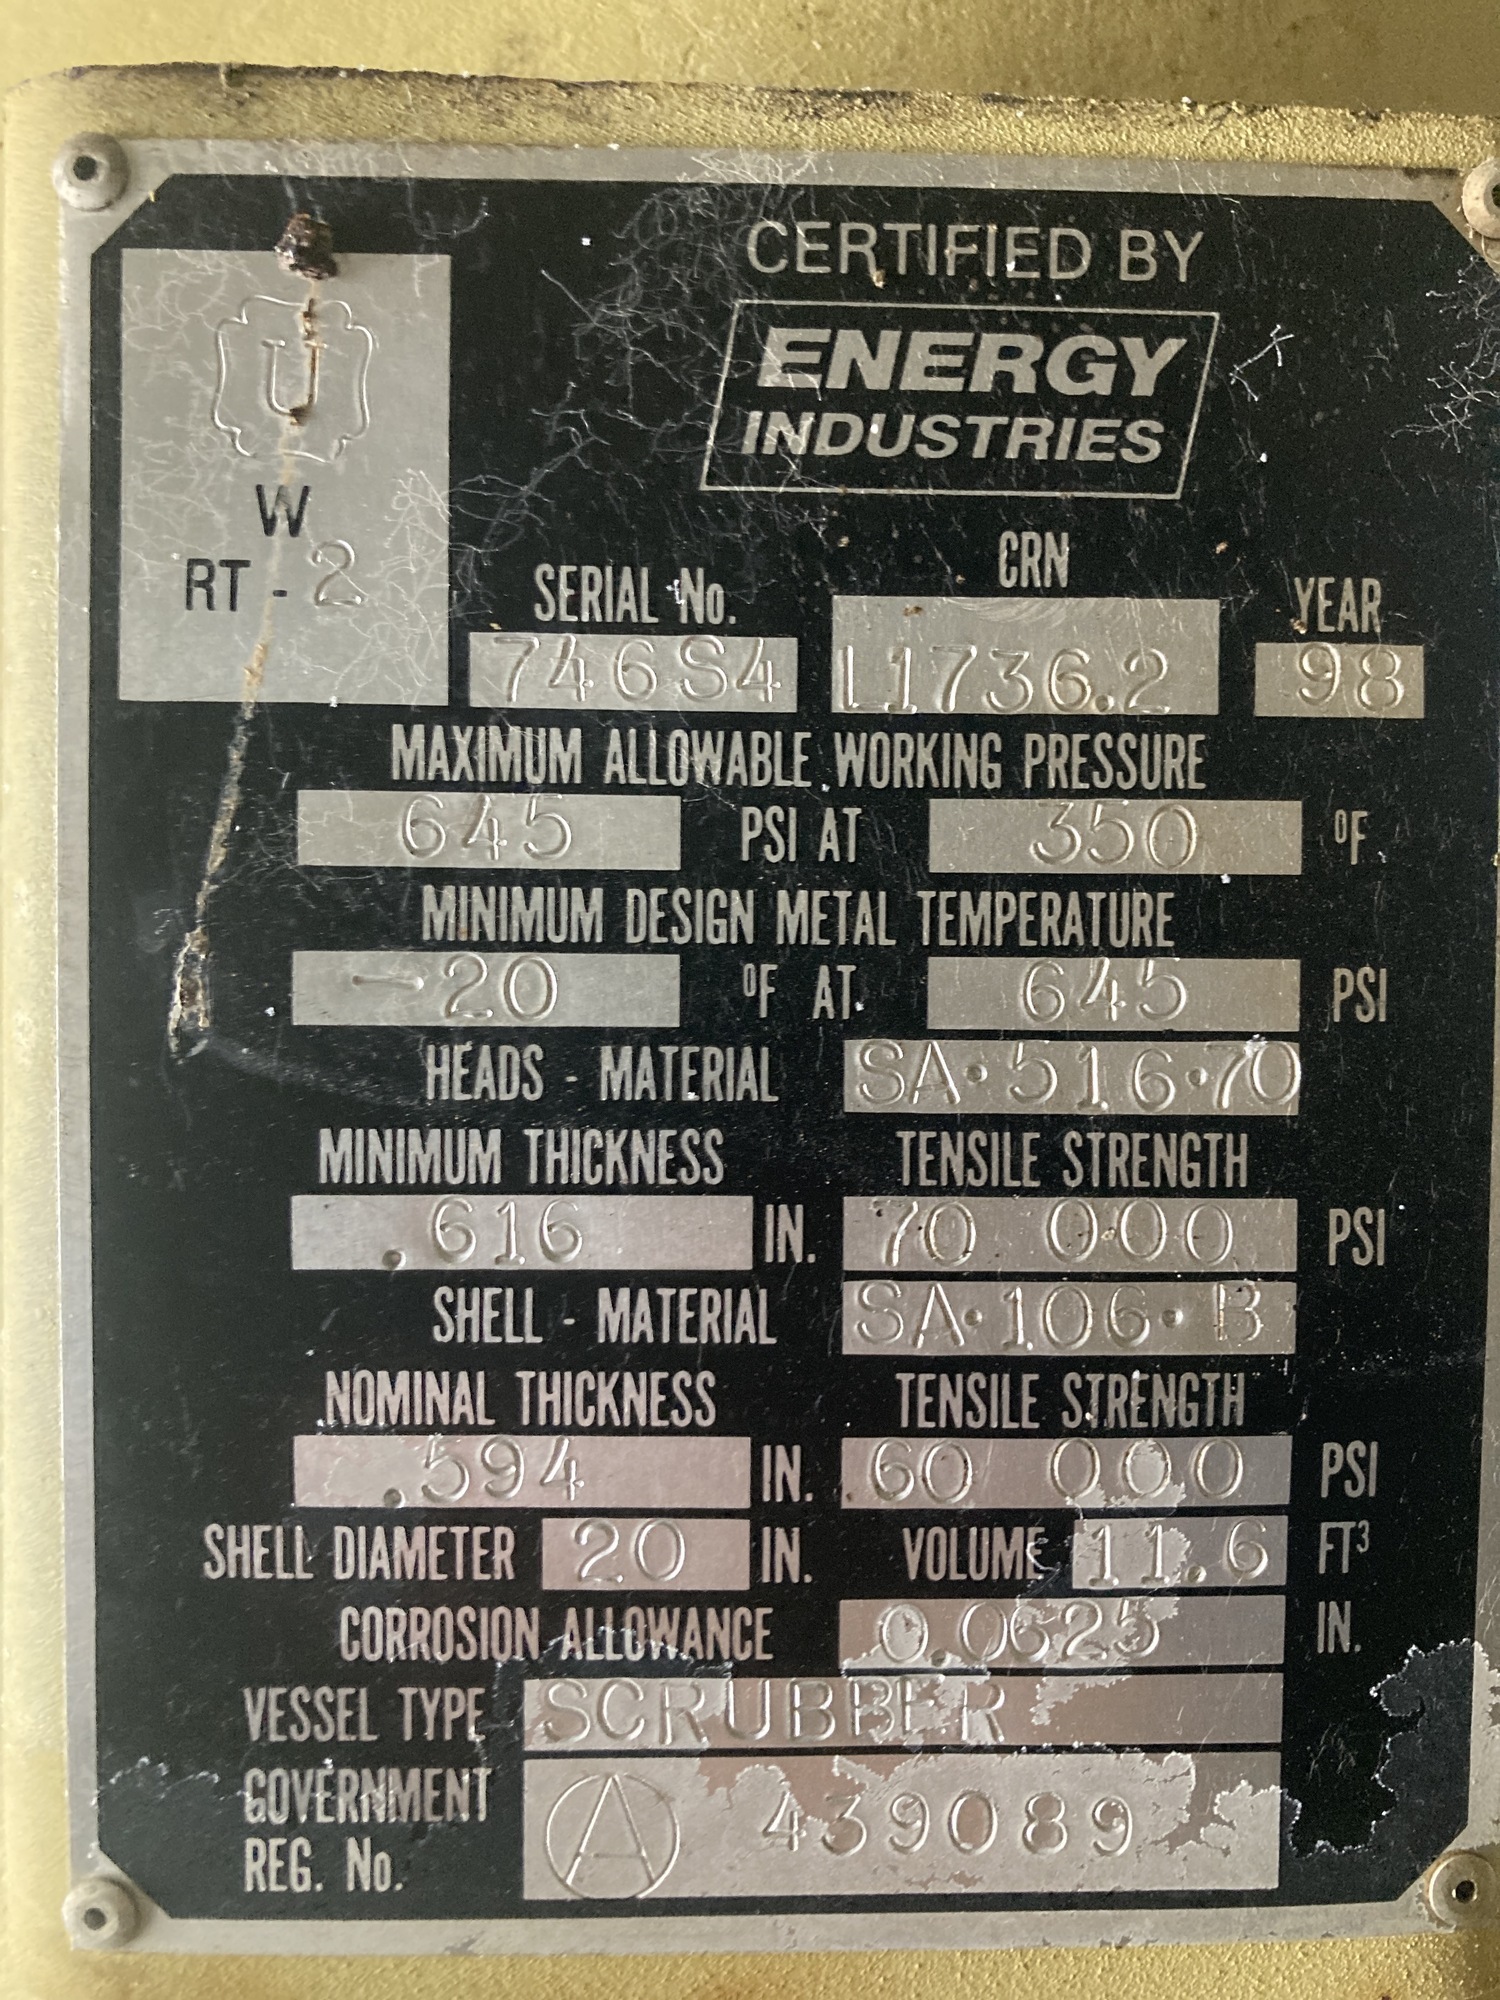 CERTIFIED BY
ENERGY
INDUSTRIES
U
W
RT - 2
SERIAL No. CRN YEAR
746S4 L1736.2 98
MAXIMUM ALLOWABLE WORKING PRESSURE
645 PSI AT 350 ⁰F
MINIMUM DESIGN METAL TEMPERATURE
-20 ⁰F AT 645 PSI
HEADS - MATERIAL SA·516·70
MINIMUM THICKNESS TENSILE STRENGTH
.616 IN. 70 000 PSI
SHELL - MATERIAL SA·106·B
NOMINAL THICKNESS TENSILE STRENGTH
.594 IN. 60 000 PSI
SHELL DIAMETER 20 IN. VOLUME 11.6 FT³
CORROSION ALLOWANCE 0.0625 IN.
VESSEL TYPE SCRUBBER
GOVERNMENT
REG. No. A 439089